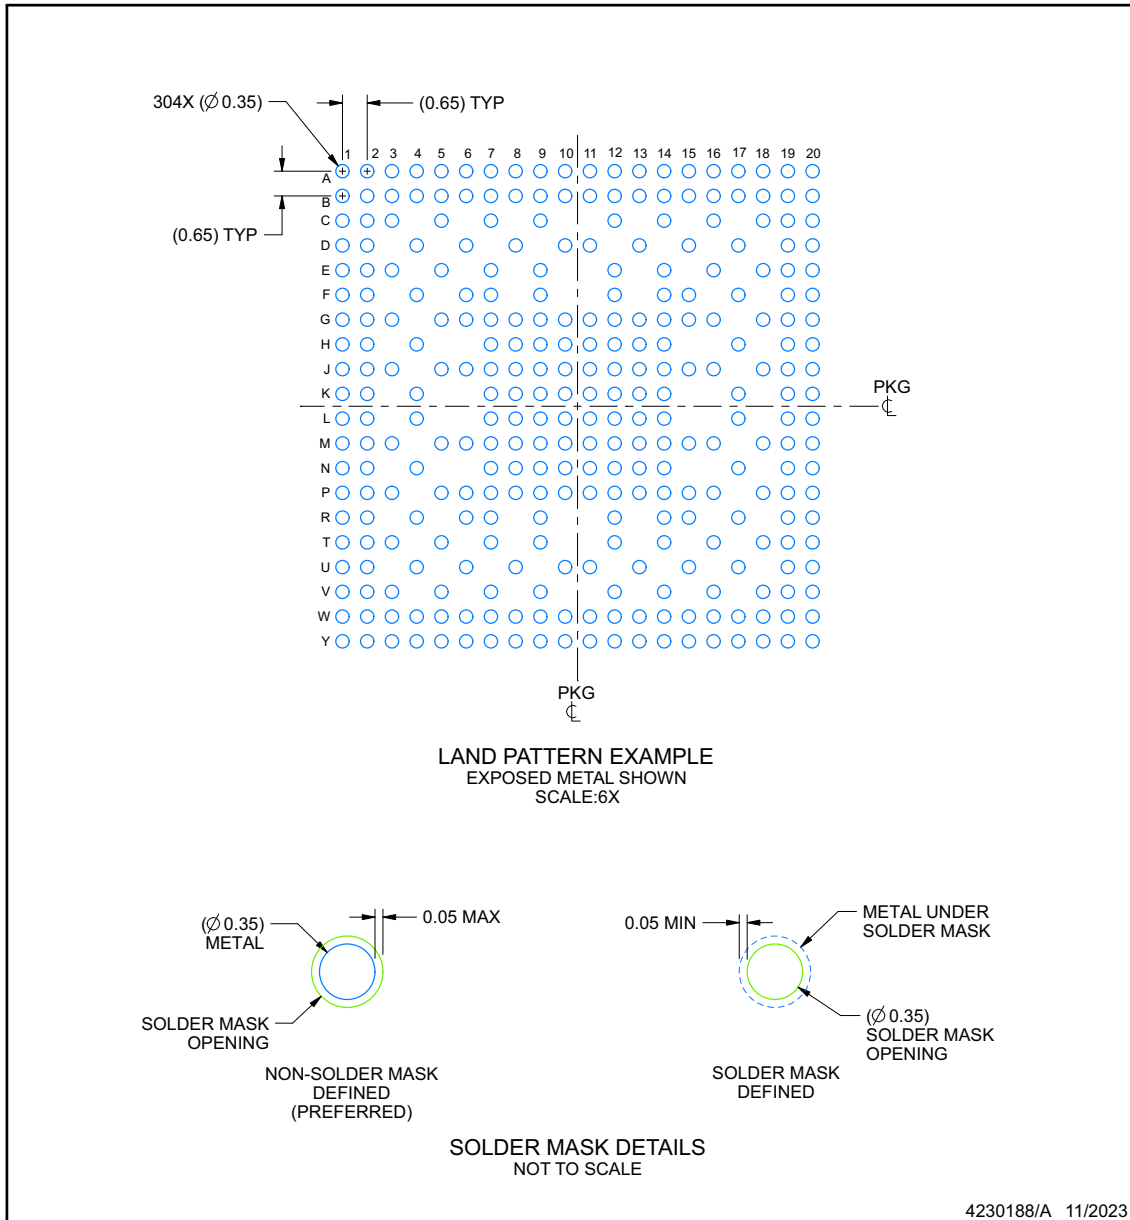 304X (∅ 0.35)
(0.65) TYP
1 2 3 4 5 6 7 8 9 10 11 12 13 14 15 16 17 18 19 20
A
B
(0.65) TYP
C
D
E
F
G
H
J
K
PKG
℄
L
M
N
P
R
T
U
V
W
Y
PKG
℄
LAND PATTERN EXAMPLE
EXPOSED METAL SHOWN
SCALE:6X
(∅ 0.35)
METAL
0.05 MAX
SOLDER MASK
OPENING
NON-SOLDER MASK
DEFINED
(PREFERRED)
0.05 MIN
METAL UNDER
SOLDER MASK
(∅ 0.35)
SOLDER MASK
OPENING
SOLDER MASK
DEFINED
SOLDER MASK DETAILS
NOT TO SCALE
4230188/A 11/2023